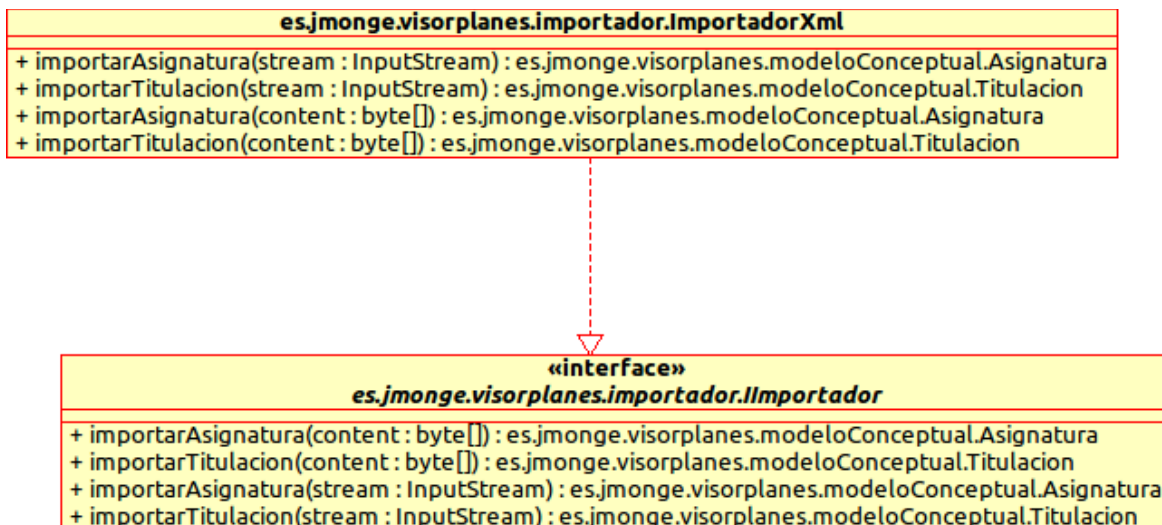 es.jmonge.visorplanes.importador.ImportadorXml
+ importarAsignatura(stream : InputStream) : es.jmonge.visorplanes.modeloConceptual.Asignatura
+ importarTitulacion(stream : InputStream) : es.jmonge.visorplanes.modeloConceptual.Titulacion
+ importarAsignatura(content : byte[]) : es.jmonge.visorplanes.modeloConceptual.Asignatura
+ importarTitulacion(content : byte[]) : es.jmonge.visorplanes.modeloConceptual.Titulacion
«interface»
es.jmonge.visorplanes.importador.IImportador
+ importarAsignatura(content : byte[]) : es.jmonge.visorplanes.modeloConceptual.Asignatura
+ importarTitulacion(content : byte[]) : es.jmonge.visorplanes.modeloConceptual.Titulacion
+ importarAsignatura(stream : InputStream) : es.jmonge.visorplanes.modeloConceptual.Asignatura
+ importarTitulacion(stream : InputStream) : es.jmonge.visorplanes.modeloConceptual.Titulacion